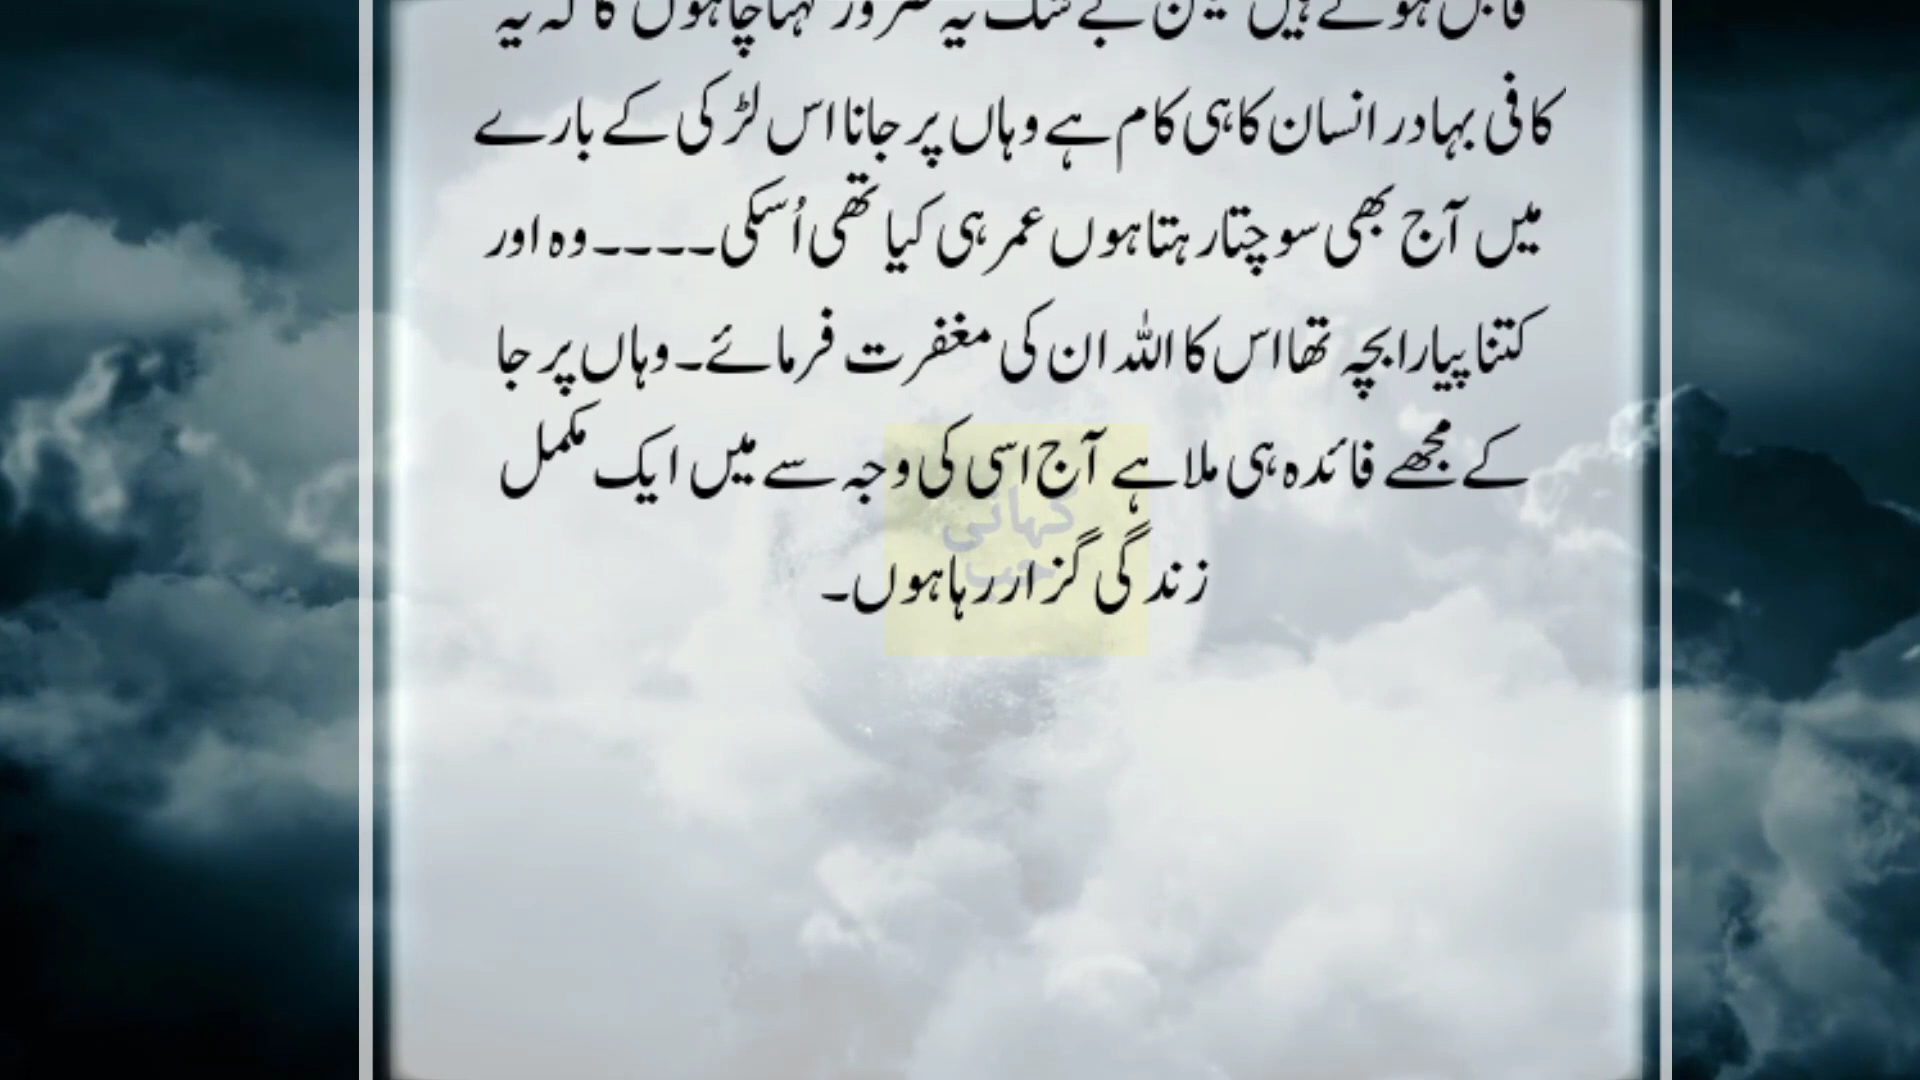 قابل ہوتے ہیں لیکن بے شک یہ ضرور کہنا چاہوں گا کہ یہ
کافی بہادر انسان کا ہی کام ہے وہاں پر جانا اس لڑکی کے بارے
میں آج بھی سوچتا رہتا ہوں عمر ہی کیا تھی اُسکی۔۔۔۔وہ اور
کتنا پیارا بچہ تھا اس کا اللہ ان کی مغفرت فرمائے۔وہاں پر جا
کے مجھے فائدہ ہی ملا ہے آج اسی کی وجہ سے میں ایک مکمل
زندگی گزار رہا ہوں۔
کہانی